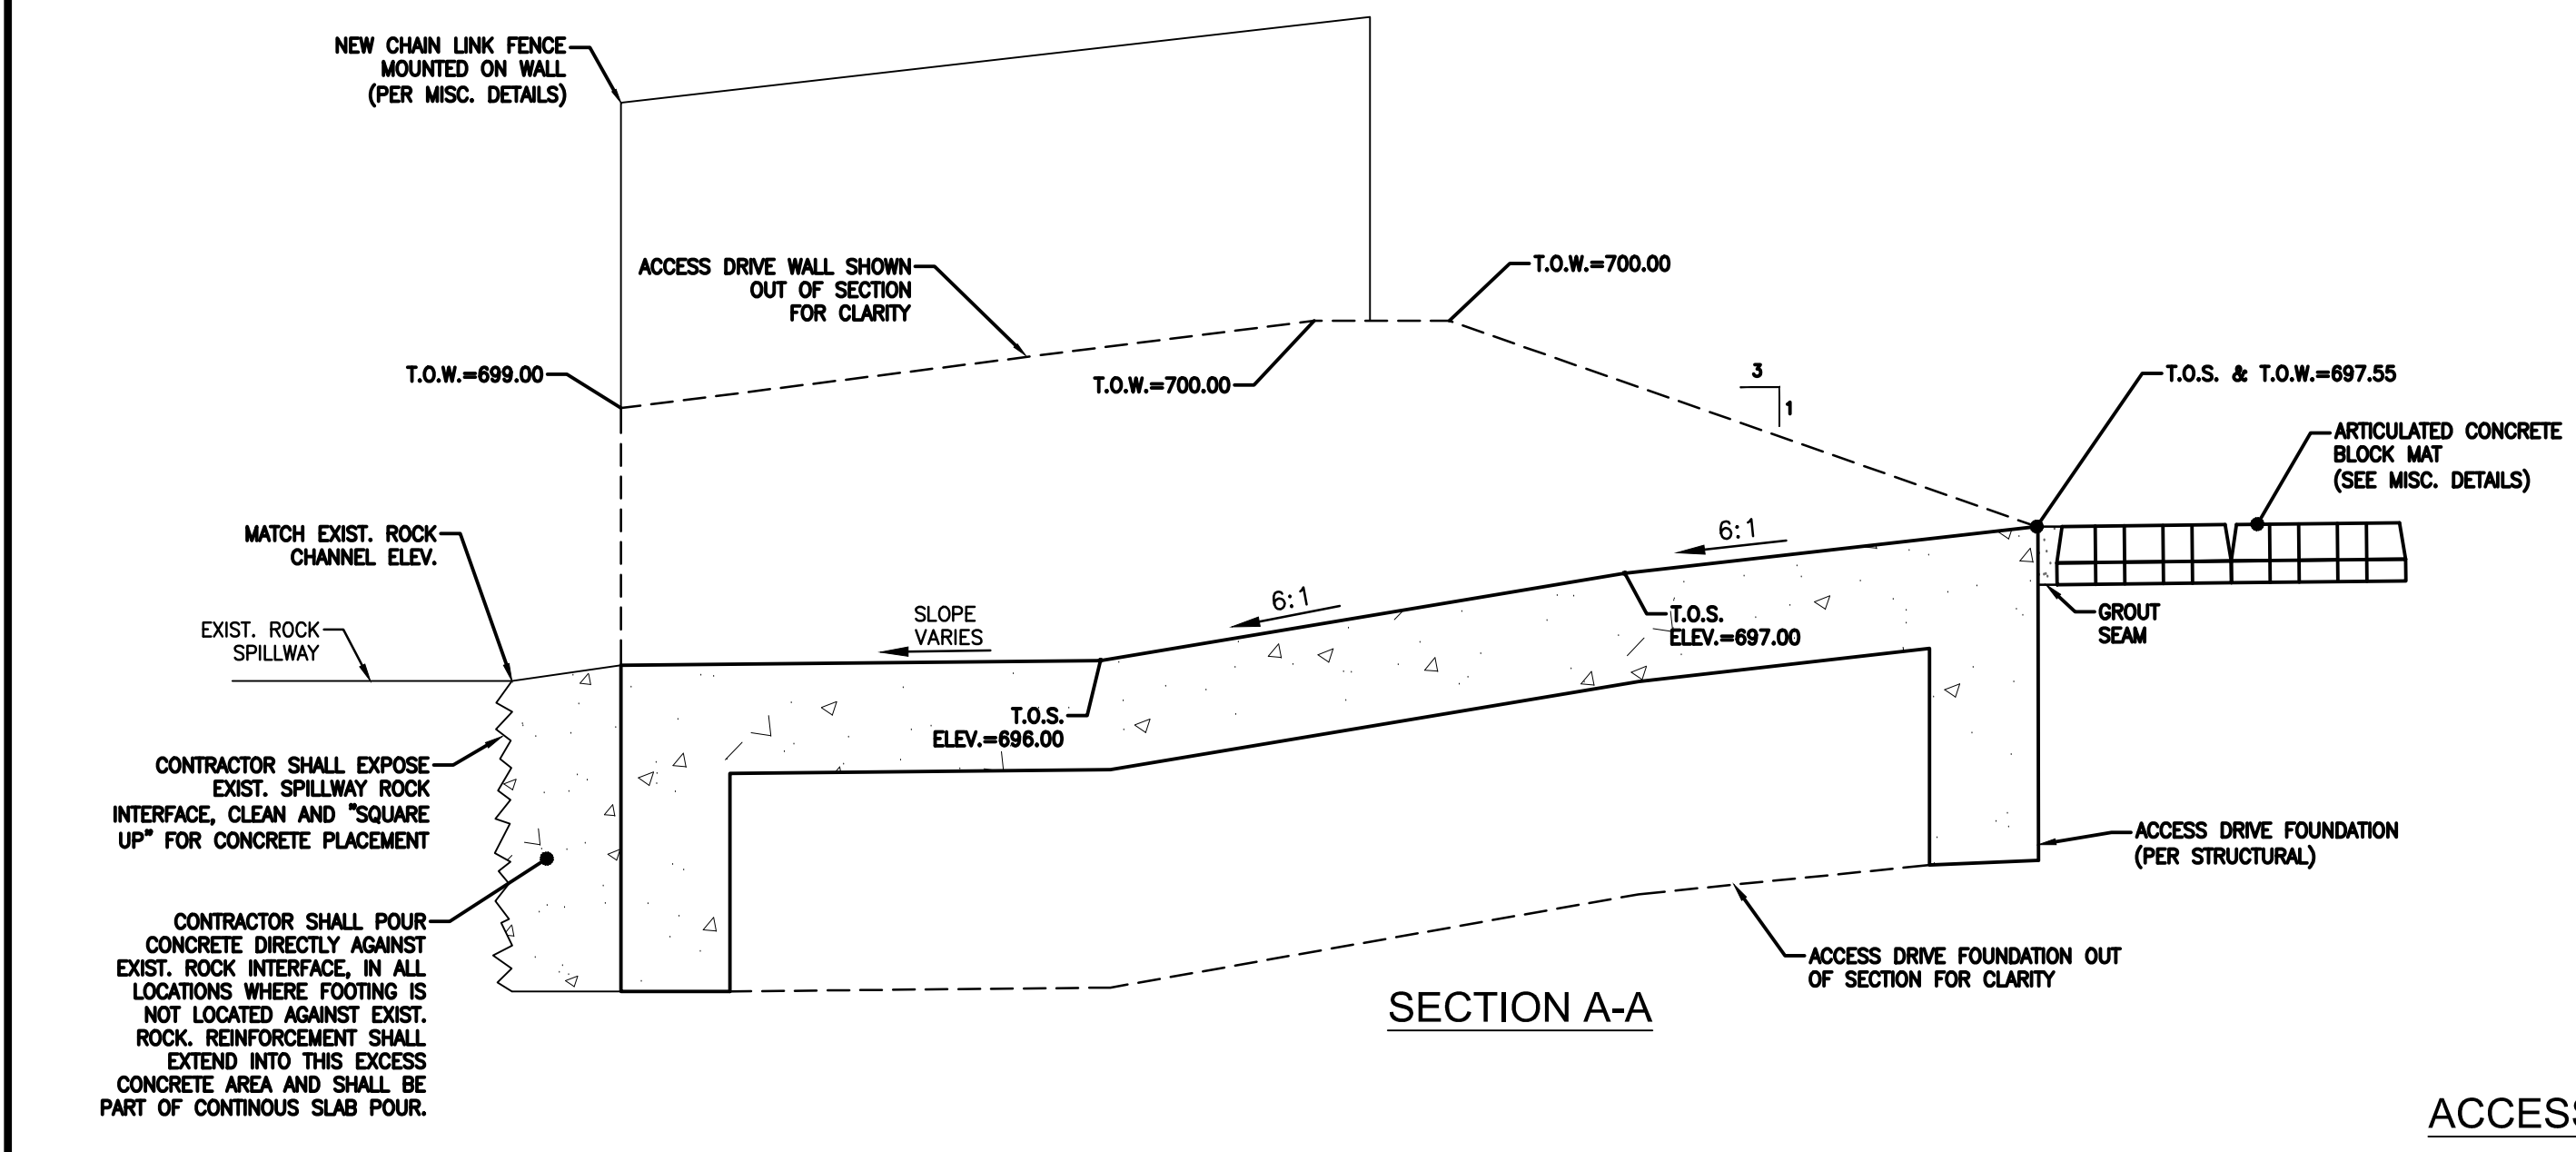 NEW CHAIN LINK FENCE
MOUNTED ON WALL
(PER MISC. DETAILS)
ACCESS DRIVE WALL SHOWN
OUT OF SECTION
FOR CLARITY
T.O.W.=700.00
T.O.W.=699.00
T.O.W.=700.00
3
1
T.O.S. & T.O.W.=697.55
ARTICULATED CONCRETE
BLOCK MAT
(SEE MISC. DETAILS)
MATCH EXIST. ROCK
CHANNEL ELEV.
6:1
6:1
SLOPE
VARIES
EXIST. ROCK
SPILLWAY
T.O.S.
ELEV.=697.00
GROUT
SEAM
T.O.S.
ELEV.=696.00
CONTRACTOR SHALL EXPOSE
EXIST. SPILLWAY ROCK
INTERFACE, CLEAN AND "SQUARE
UP" FOR CONCRETE PLACEMENT
ACCESS DRIVE FOUNDATION
(PER STRUCTURAL)
CONTRACTOR SHALL POUR
CONCRETE DIRECTLY AGAINST
EXIST. ROCK INTERFACE, IN ALL
LOCATIONS WHERE FOOTING IS
NOT LOCATED AGAINST EXIST.
ROCK. REINFORCEMENT SHALL
EXTEND INTO THIS EXCESS
CONCRETE AREA AND SHALL BE
PART OF CONTINOUS SLAB POUR.
ACCESS DRIVE FOUNDATION OUT
OF SECTION FOR CLARITY
SECTION A-A
ACCESS